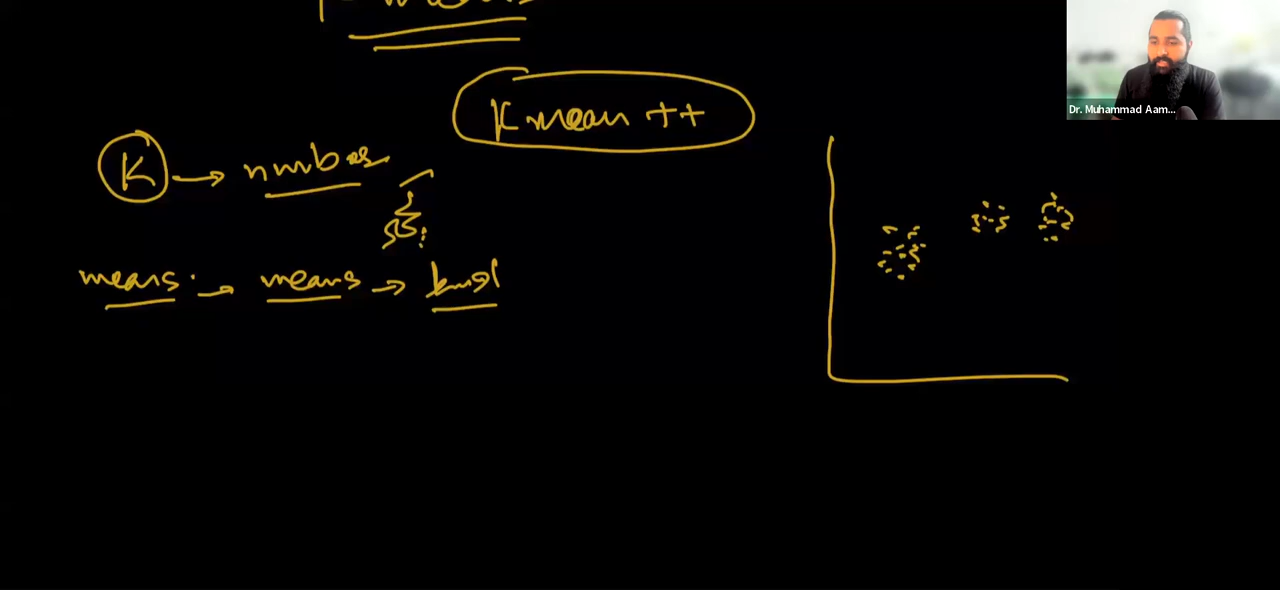 K mean ++
K → number
means → means →
Dr. Muhammad Aam...